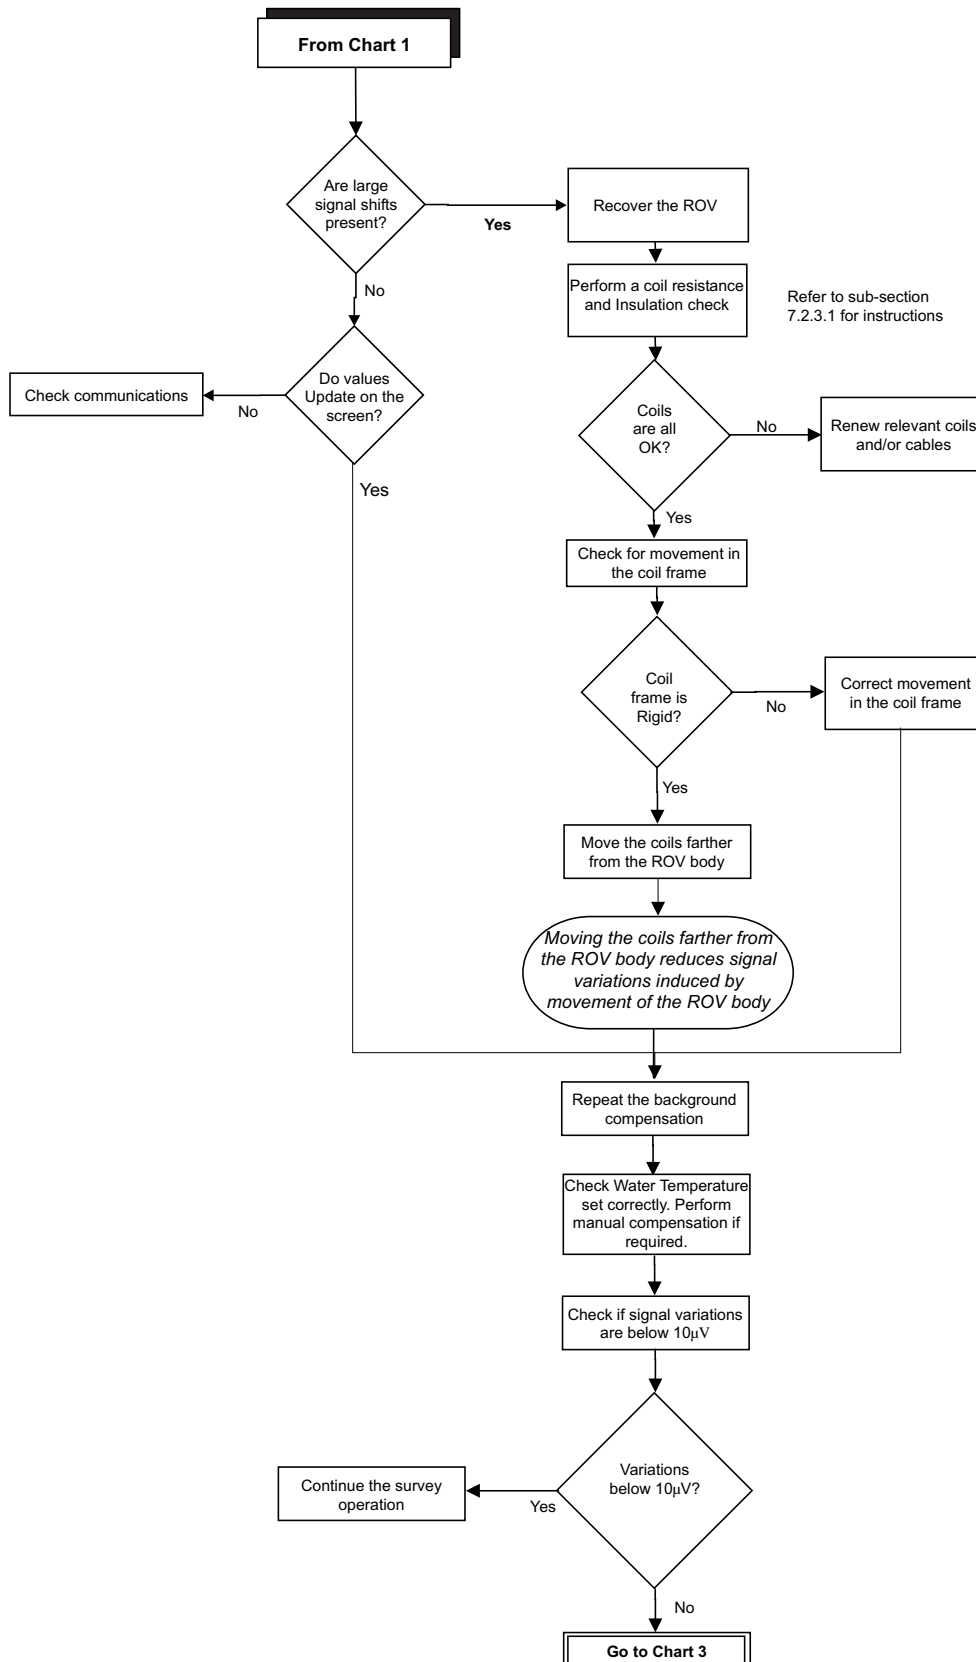 From Chart 1
Are large
signal shifts
present?
Yes
Recover the ROV
No
Perform a coil resistance
and Insulation check
Refer to sub-section
7.2.3.1 for instructions
Do values
Update on the
screen?
No
Check communications
Yes
Coils
are all
OK?
No
Renew relevant coils
and/or cables
Yes
Check for movement in
the coil frame
Coil
frame is
Rigid?
No
Correct movement
in the coil frame
Yes
Move the coils farther
from the ROV body
Moving the coils farther from
the ROV body reduces signal
variations induced by
movement of the ROV body
Repeat the background
compensation
Check Water Temperature
set correctly. Perform
manual compensation if
required.
Check if signal variations
are below 10μV
Variations
below 10μV?
Yes
Continue the survey
operation
No
Go to Chart 3